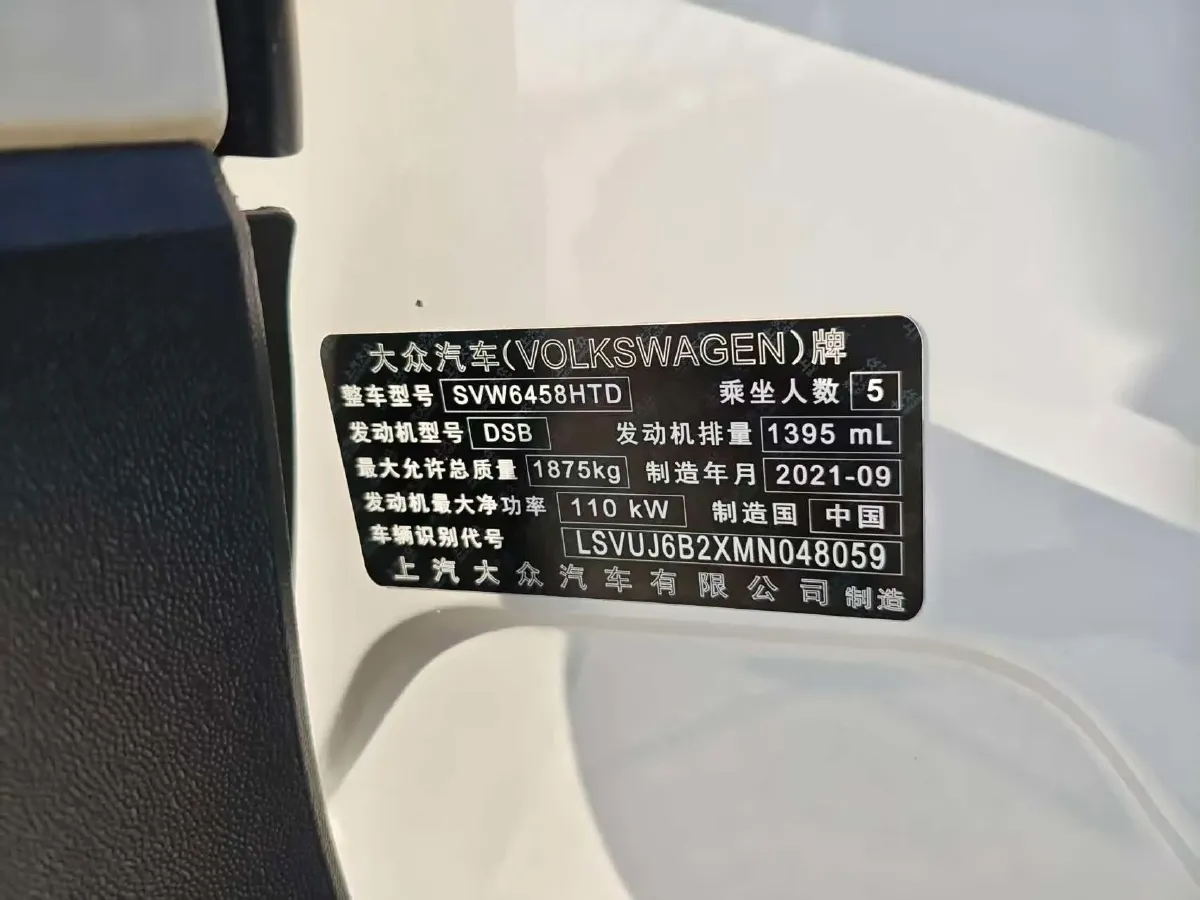 大众汽车(VOLKSWAGEN)牌
整车型号 SVW6458HTD 乘坐人数 5
发动机型号 DSB 发动机排量 1395 mL
最大允许总质量 1875kg 制造年月 2021-09
发动机最大净功率 110 kW 制造国 中国
车辆识别代号 LSVUJ6B2XMN048059
上汽大众汽车有限公司 制造